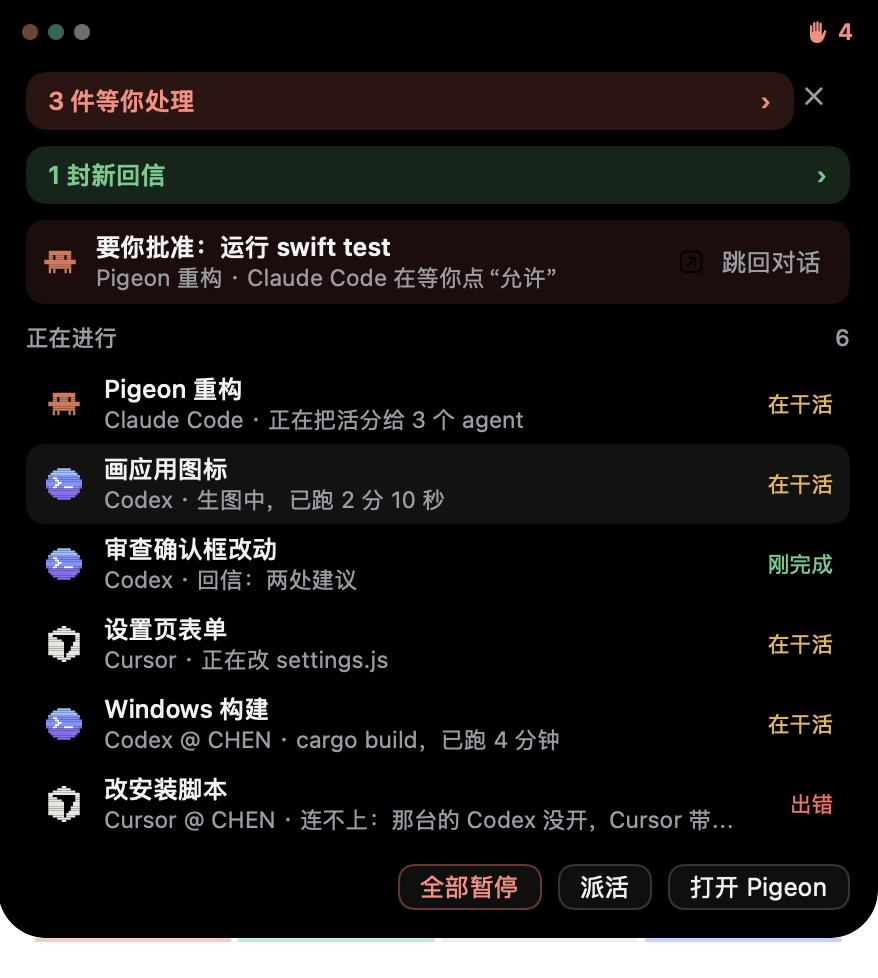 4
3 件等你处理
1 封新回信
要你批准：运行 swift test
Pigeon 重构 · Claude Code 在等你点“允许”
跳回对话
正在进行
6
Pigeon 重构
Claude Code · 正在把活分给 3 个 agent
在干活
画应用图标
Codex · 生图中，已跑 2 分 10 秒
在干活
审查确认框改动
Codex · 回信：两处建议
刚完成
设置页表单
Cursor · 正在改 settings.js
在干活
Windows 构建
Codex @ CHEN · cargo build，已跑 4 分钟
在干活
改安装脚本
Cursor @ CHEN · 连不上：那台的 Codex 没开，Cursor 带…
出错
全部暂停
派活
打开 Pigeon